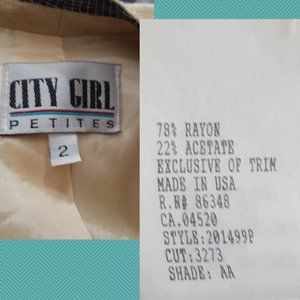 CITY GIRL
PETITES
2
78% RAYON
22% ACETATE
EXCLUSIVE OF TRIM
MADE IN USA
R.N# 86348
CA.04520
STYLE:201499P
CUT:3273
SHADE: AA